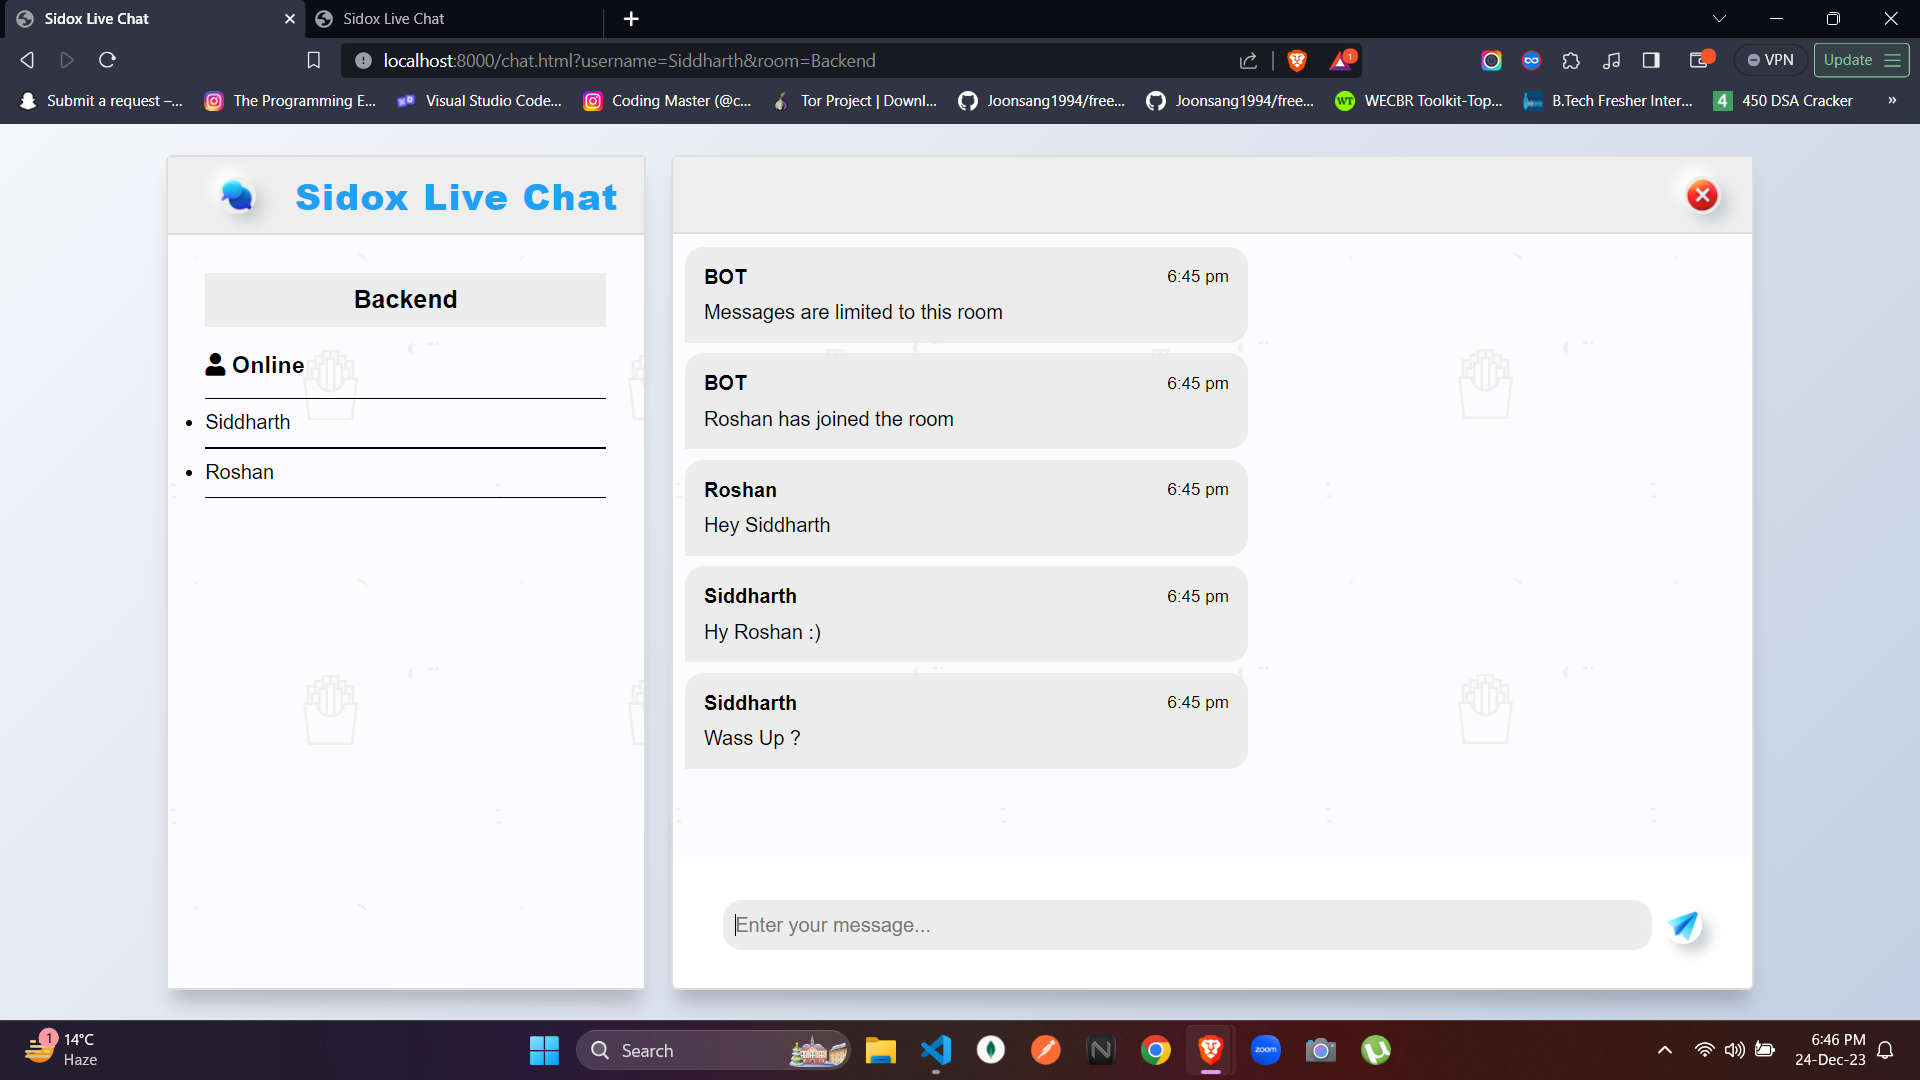 Sidox Live Chat
Sidox Live Chat
localhost:8000/chat.html?username=Siddharth&room=Backend
1
VPN
Update
Submit a request –...
The Programming E...
Visual Studio Code...
Coding Master (@c...
Tor Project | Downl...
Joonsang1994/free...
Joonsang1994/free...
WT
WECBR Toolkit-Top...
B.Tech Fresher Inter...
4
450 DSA Cracker
»
Sidox Live Chat
Backend
Online
Siddharth
Roshan
BOT 6:45 pm
Messages are limited to this room
BOT 6:45 pm
Roshan has joined the room
Roshan 6:45 pm
Hey Siddharth
Siddharth 6:45 pm
Hy Roshan :)
Siddharth 6:45 pm
Wass Up ?
Enter your message...
1
14°C
Haze
Search
N
zoom
6:46 PM
24-Dec-23